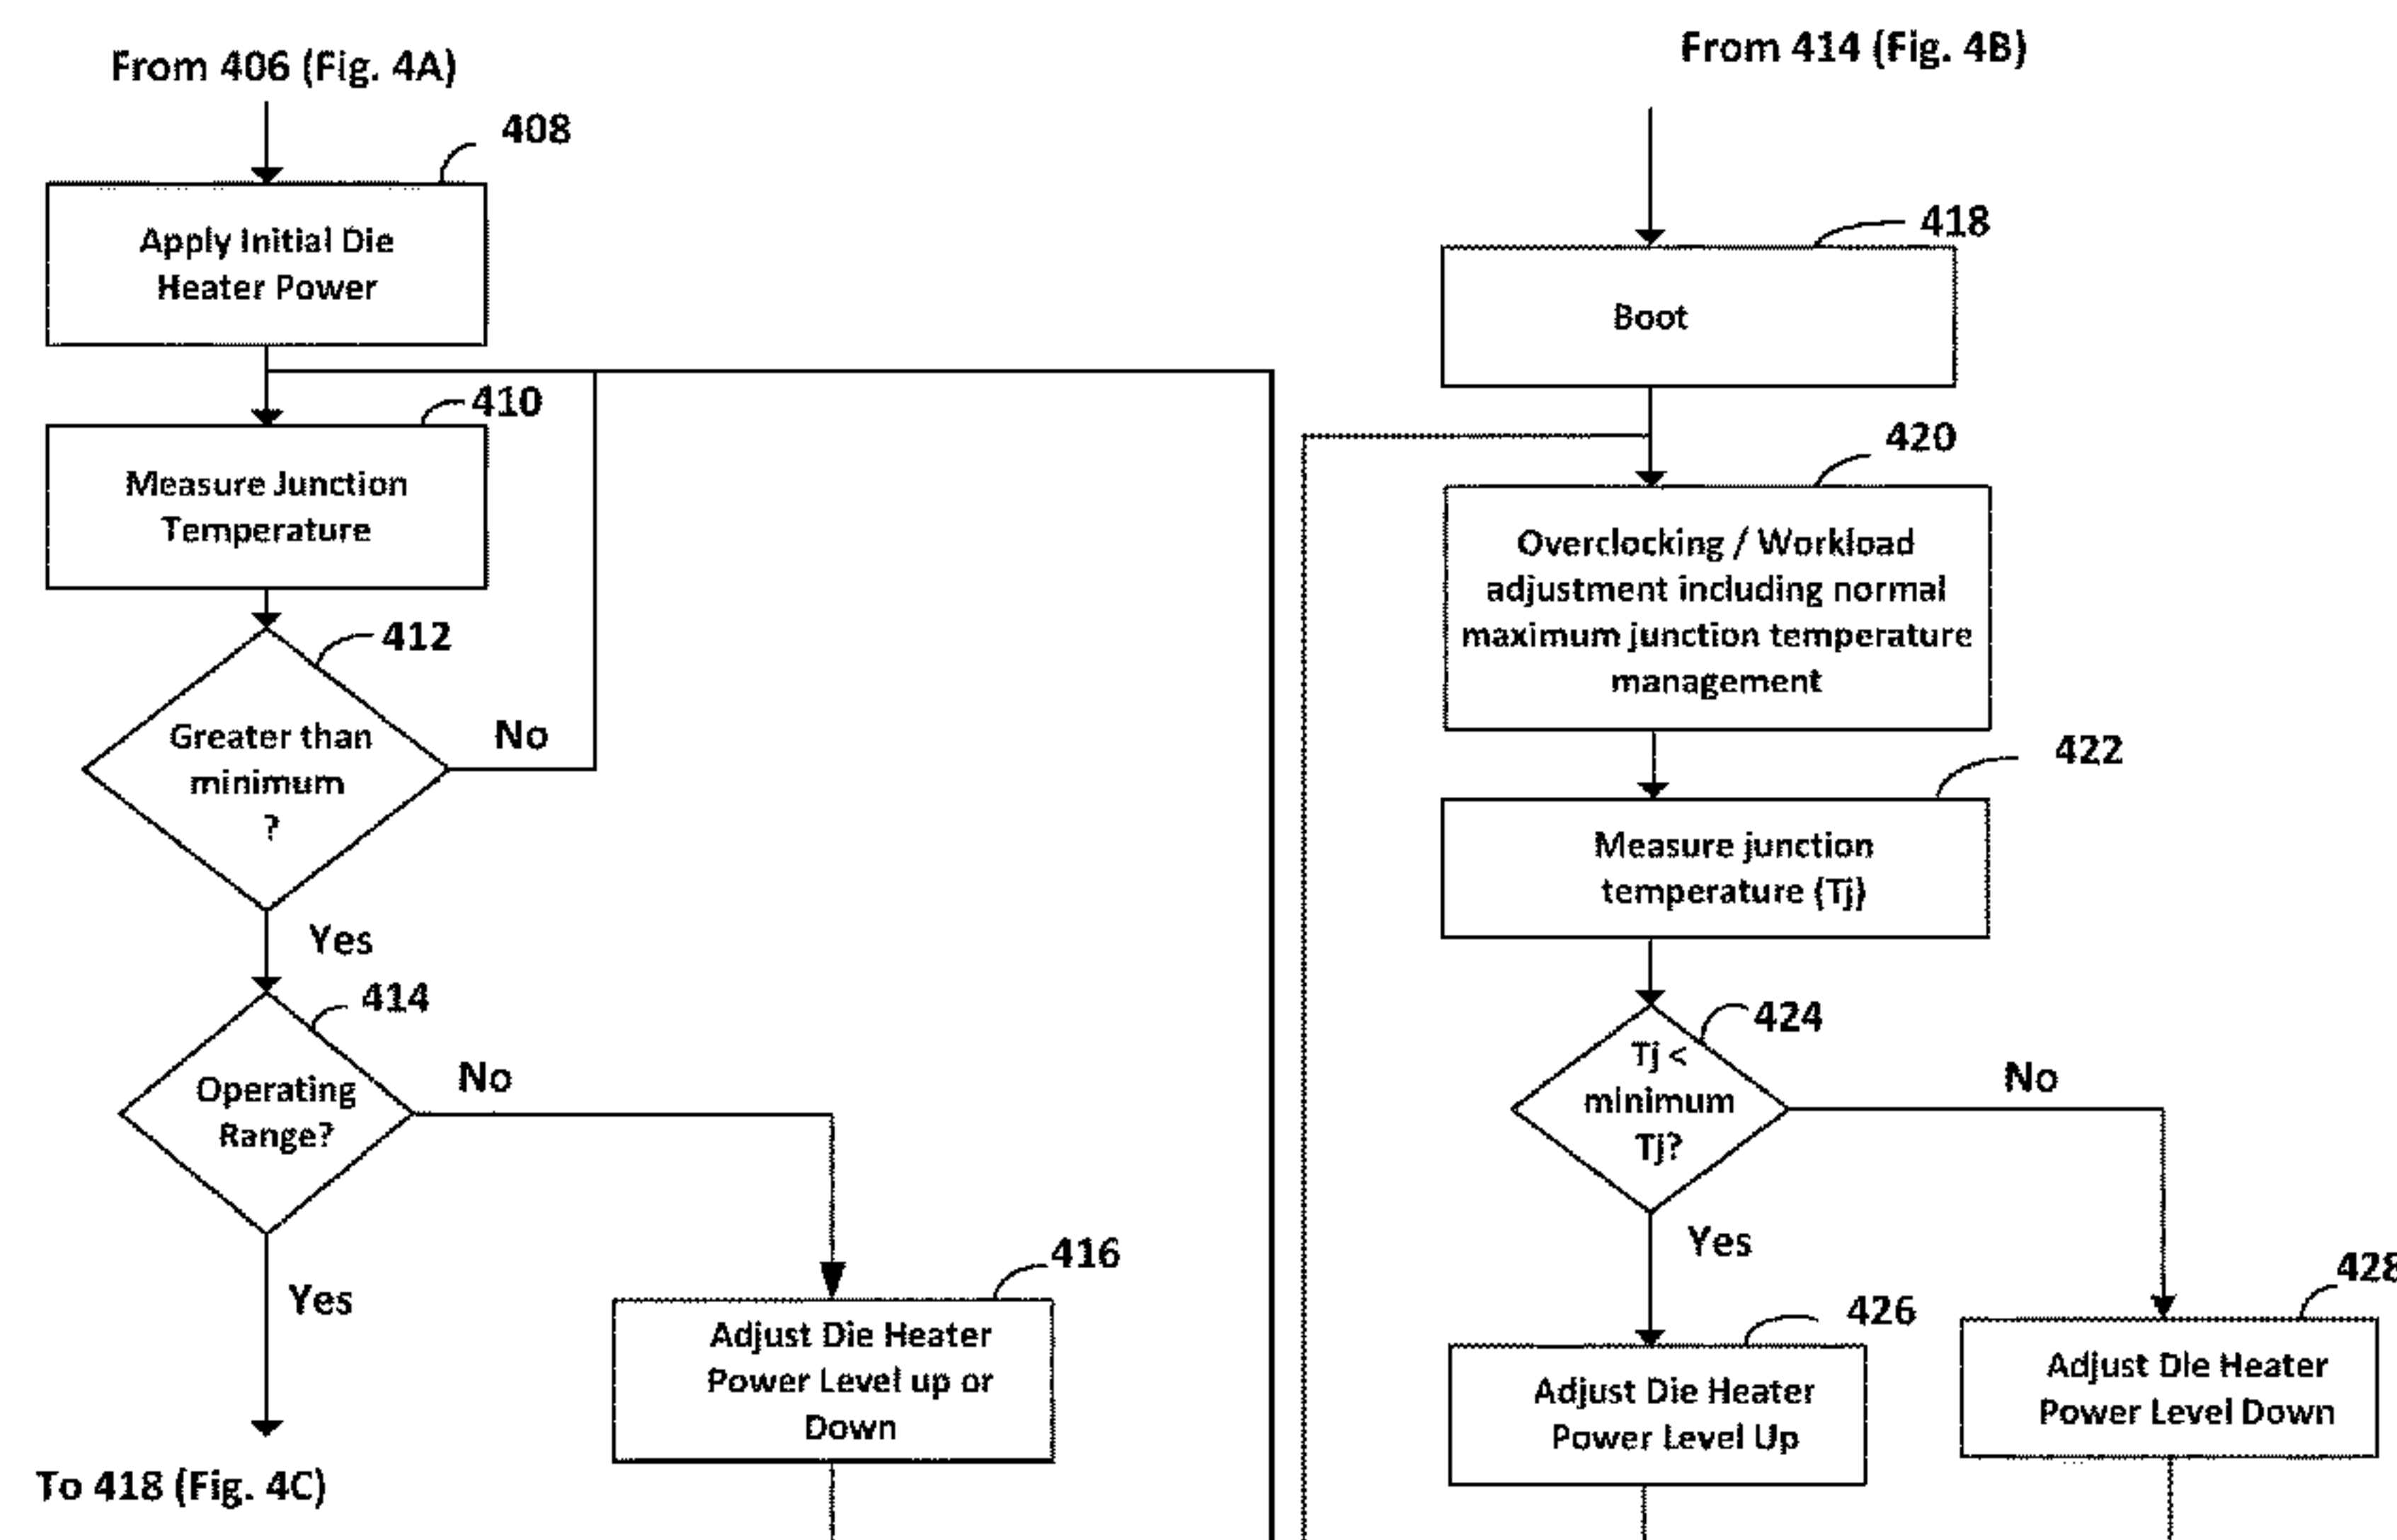 From 406 (Fig. 4A)
408
Apply Initial Die
Heater Power
410
Measure Junction
Temperature
412
Greater than
minimum
?
No
Yes
414
Operating
Range?
No
Yes
416
Adjust Die Heater
Power Level up or
Down
To 418 (Fig. 4C)
From 414 (Fig. 4B)
418
Boot
420
Overclocking / Workload
adjustment including normal
maximum junction temperature
management
422
Measure junction
temperature (Tj)
424
Tj <
minimum
Tj?
No
Yes
426
Adjust Die Heater
Power Level Up
428
Adjust Die Heater
Power Level Down